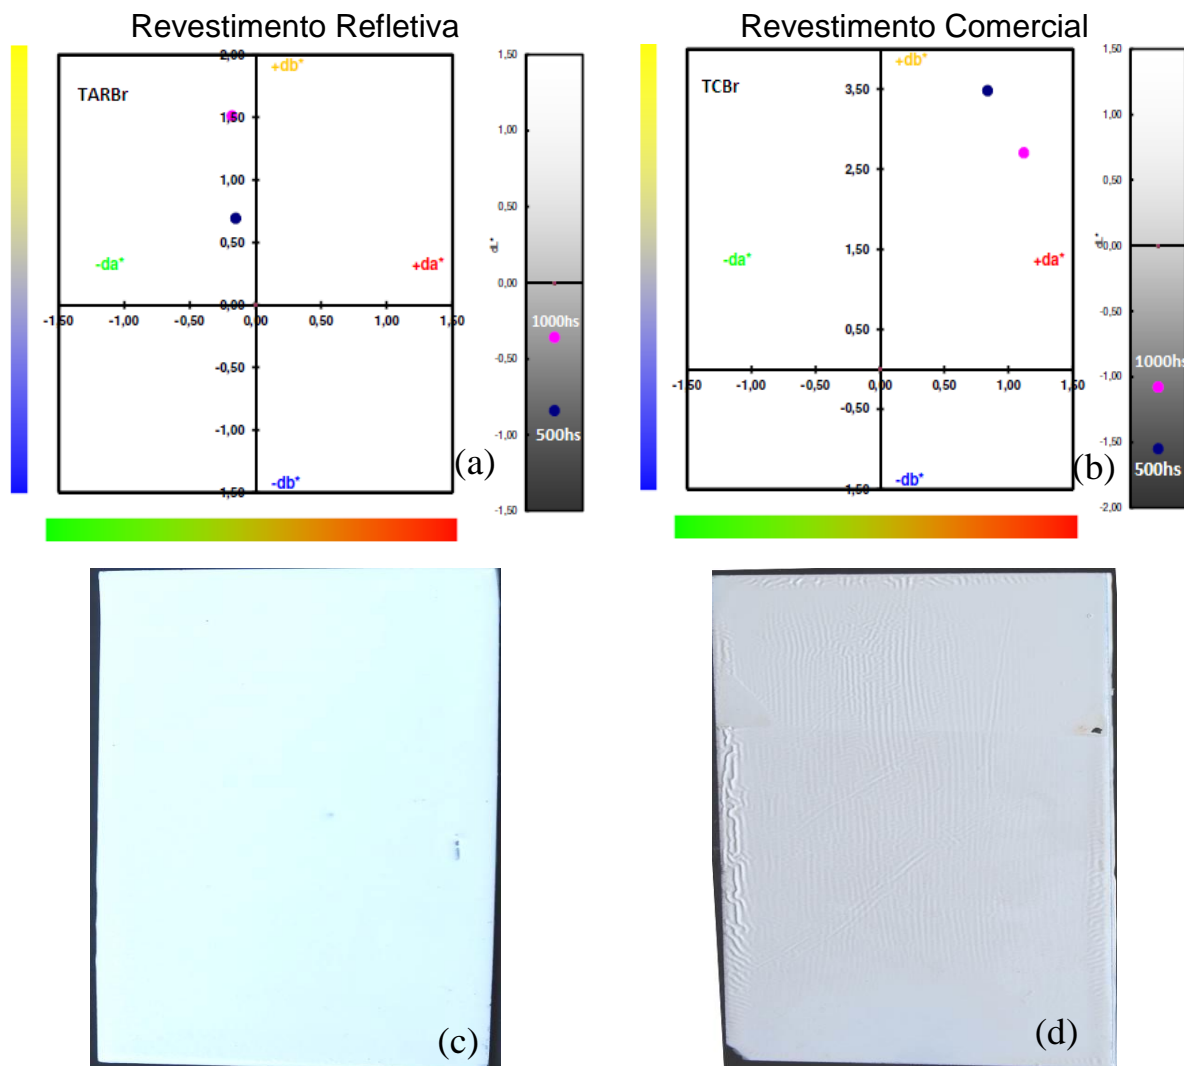 Revestimento Refletiva
Revestimento Comercial
2,00
+db*
TARBr
1,50
1,00
0,50
-da*
+da*
0,00
-1,50 -1,00 -0,50 0,00 0,50 1,00 1,50
-0,50
-1,00
-db*
1,50
(a)
1,50
1,00
0,50
dL*
0,00
1000hs
-0,50
500hs
-1,00
-1,50
+db*
TCBr
3,50
2,50
1,50
-da*
+da*
0,50
-1,50 -1,00 -0,50 0,00 0,50 1,00 1,50
-0,50
-db*
1,50
(b)
1,50
1,00
0,50
dL*
0,00
-0,50
1000hs
-1,00
-1,50
500hs
-2,00
(c)
(d)